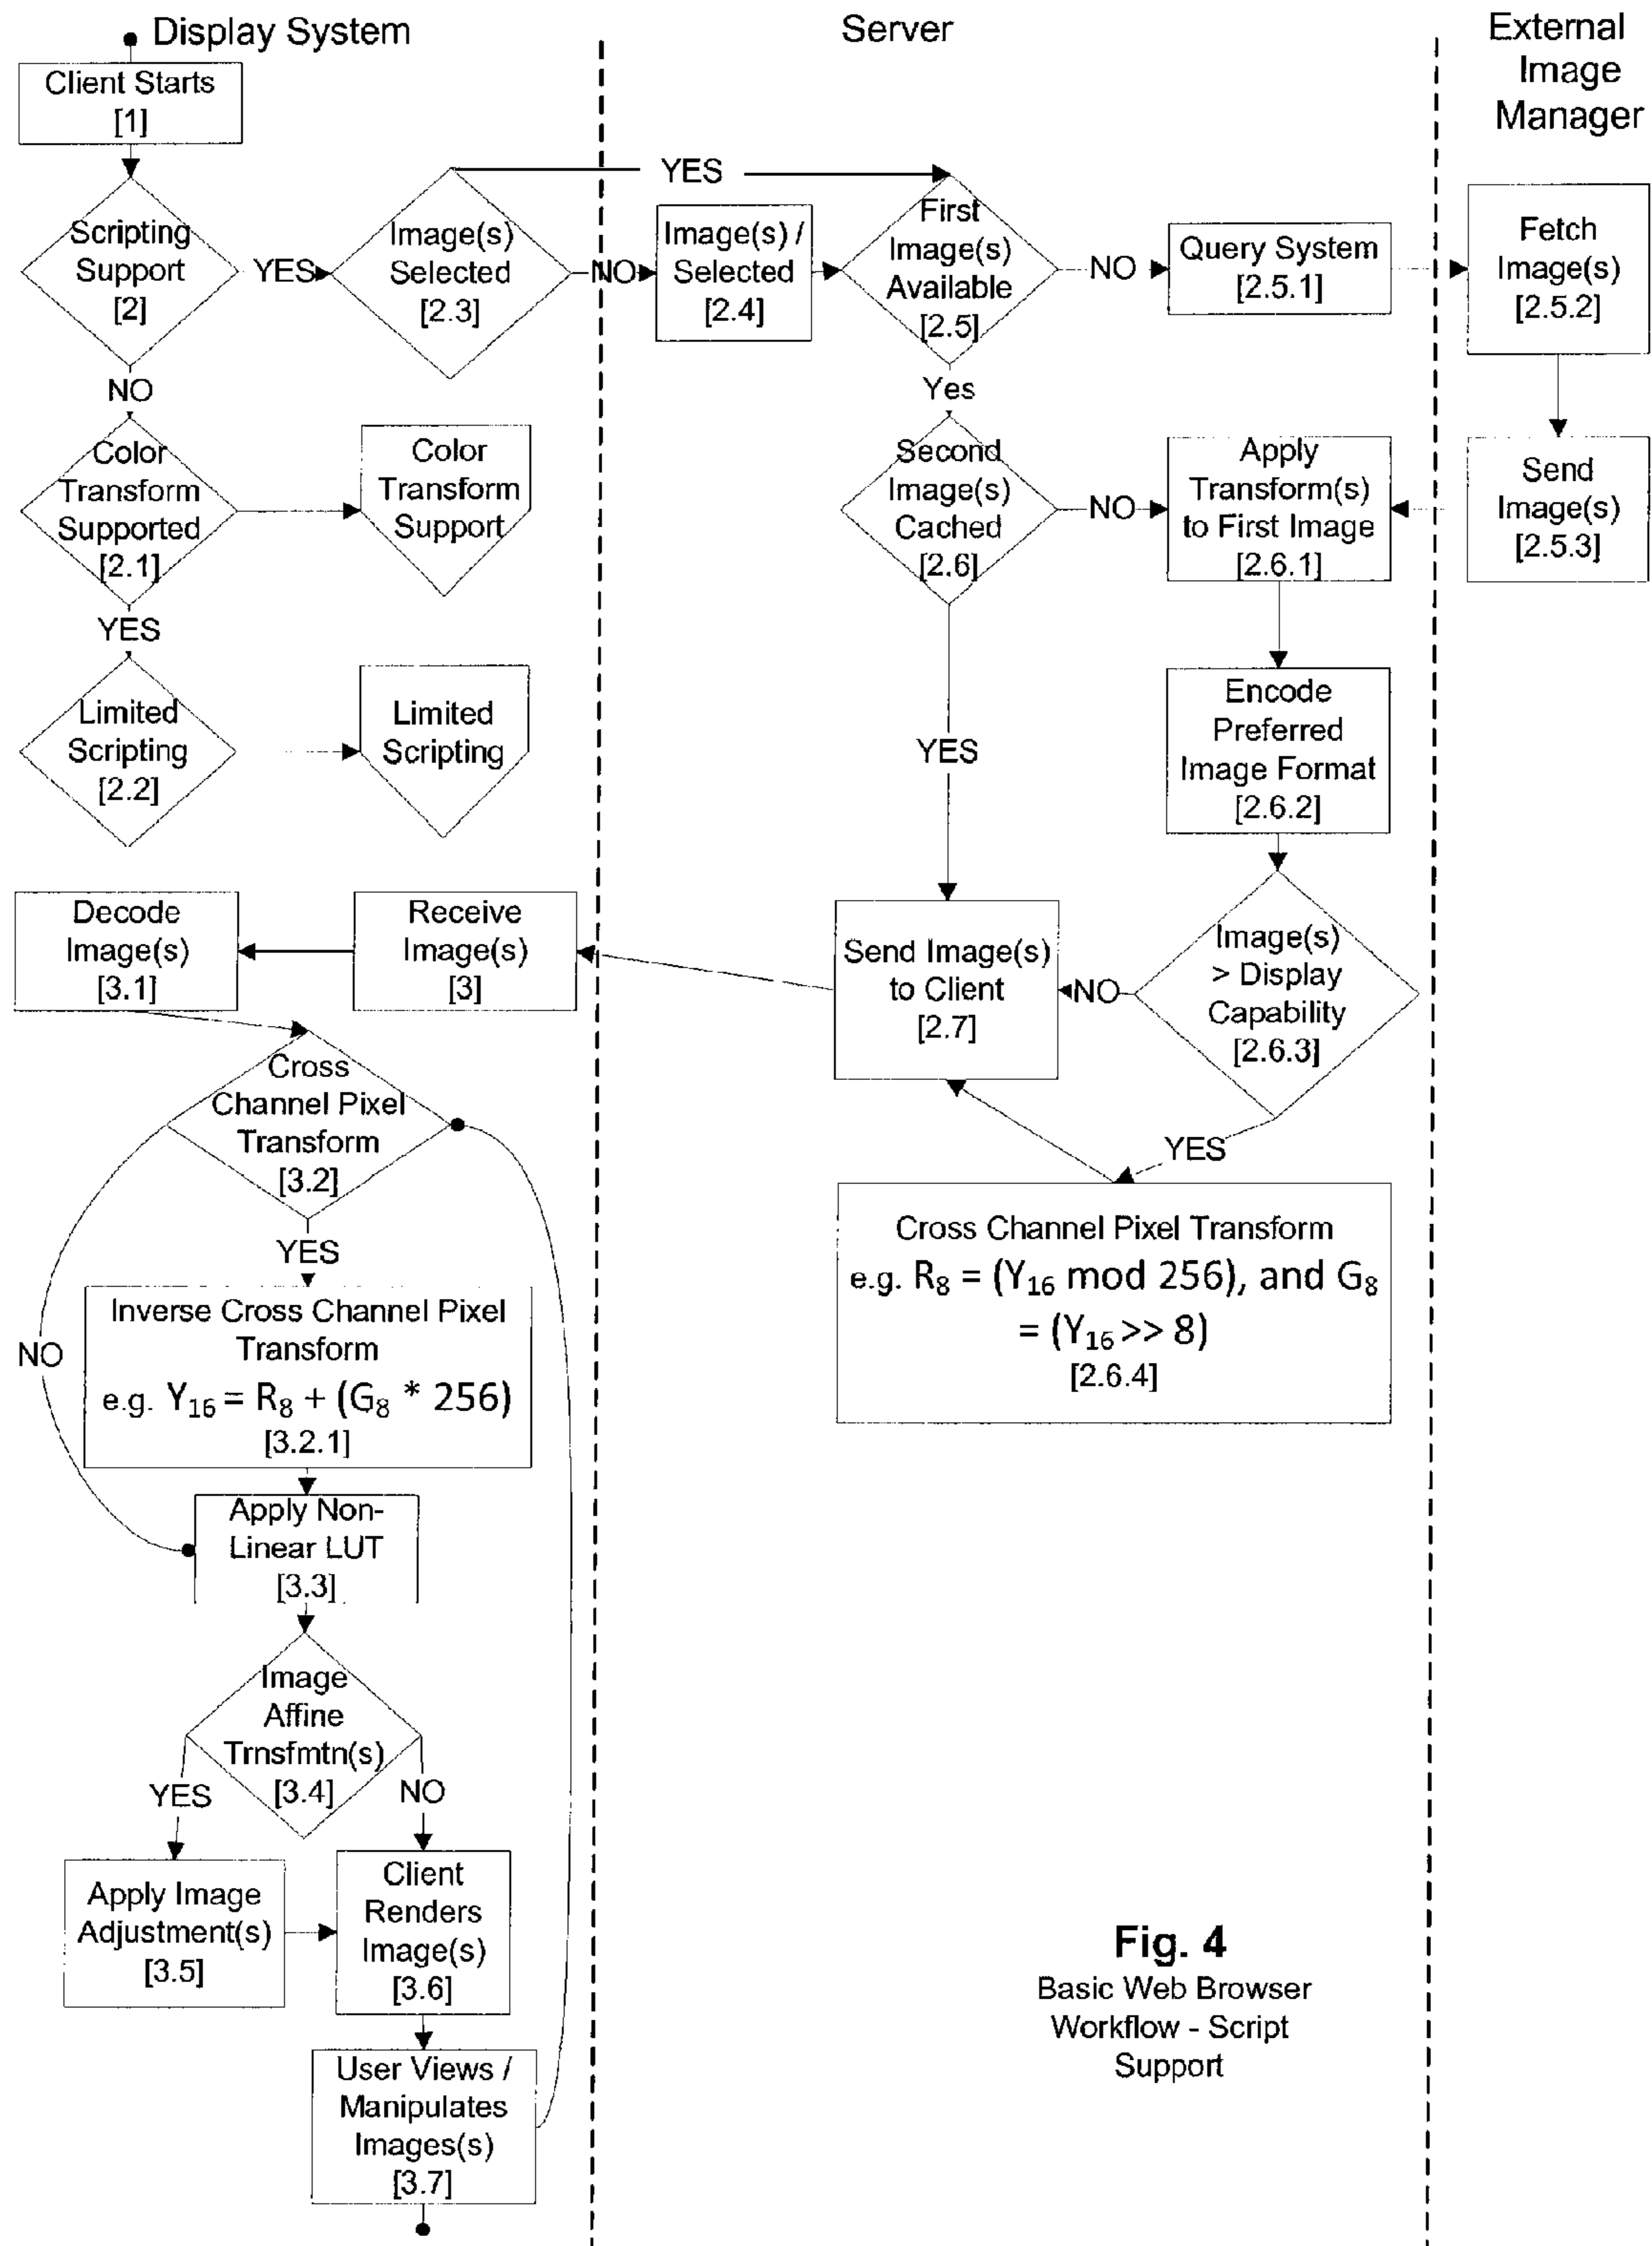 Display System
Server
External
Image
Manager
Client Starts
[1]
Scripting
Support
[2]
YES
Image(s)
Selected
[2.3]
YES
NO
Image(s) /
Selected
[2.4]
First
Image(s)
Available
[2.5]
NO
Query System
[2.5.1]
Fetch
Image(s)
[2.5.2]
NO
Yes
Color
Transform
Supported
[2.1]
Color
Transform
Support
Second
Image(s)
Cached
[2.6]
NO
Apply
Transform(s)
to First Image
[2.6.1]
Send
Image(s)
[2.5.3]
YES
Limited
Scripting
[2.2]
Limited
Scripting
YES
Encode
Preferred
Image Format
[2.6.2]
Decode
Image(s)
[3.1]
Receive
Image(s)
[3]
Send Image(s)
to Client
[2.7]
NO
Image(s)
> Display
Capability
[2.6.3]
YES
Cross
Channel Pixel
Transform
[3.2]
YES
NO
Cross Channel Pixel Transform
e.g. R8 = (Y16 mod 256), and G8
= (Y16 >> 8)
[2.6.4]
Inverse Cross Channel Pixel
Transform
e.g. Y16 = R8 + (G8 * 256)
[3.2.1]
Apply Non-
Linear LUT
[3.3]
Image
Affine
Trnsfmtn(s)
[3.4]
YES
NO
Apply Image
Adjustment(s)
[3.5]
Client
Renders
Image(s)
[3.6]
User Views /
Manipulates
Images(s)
[3.7]
Fig. 4
Basic Web Browser
Workflow - Script
Support